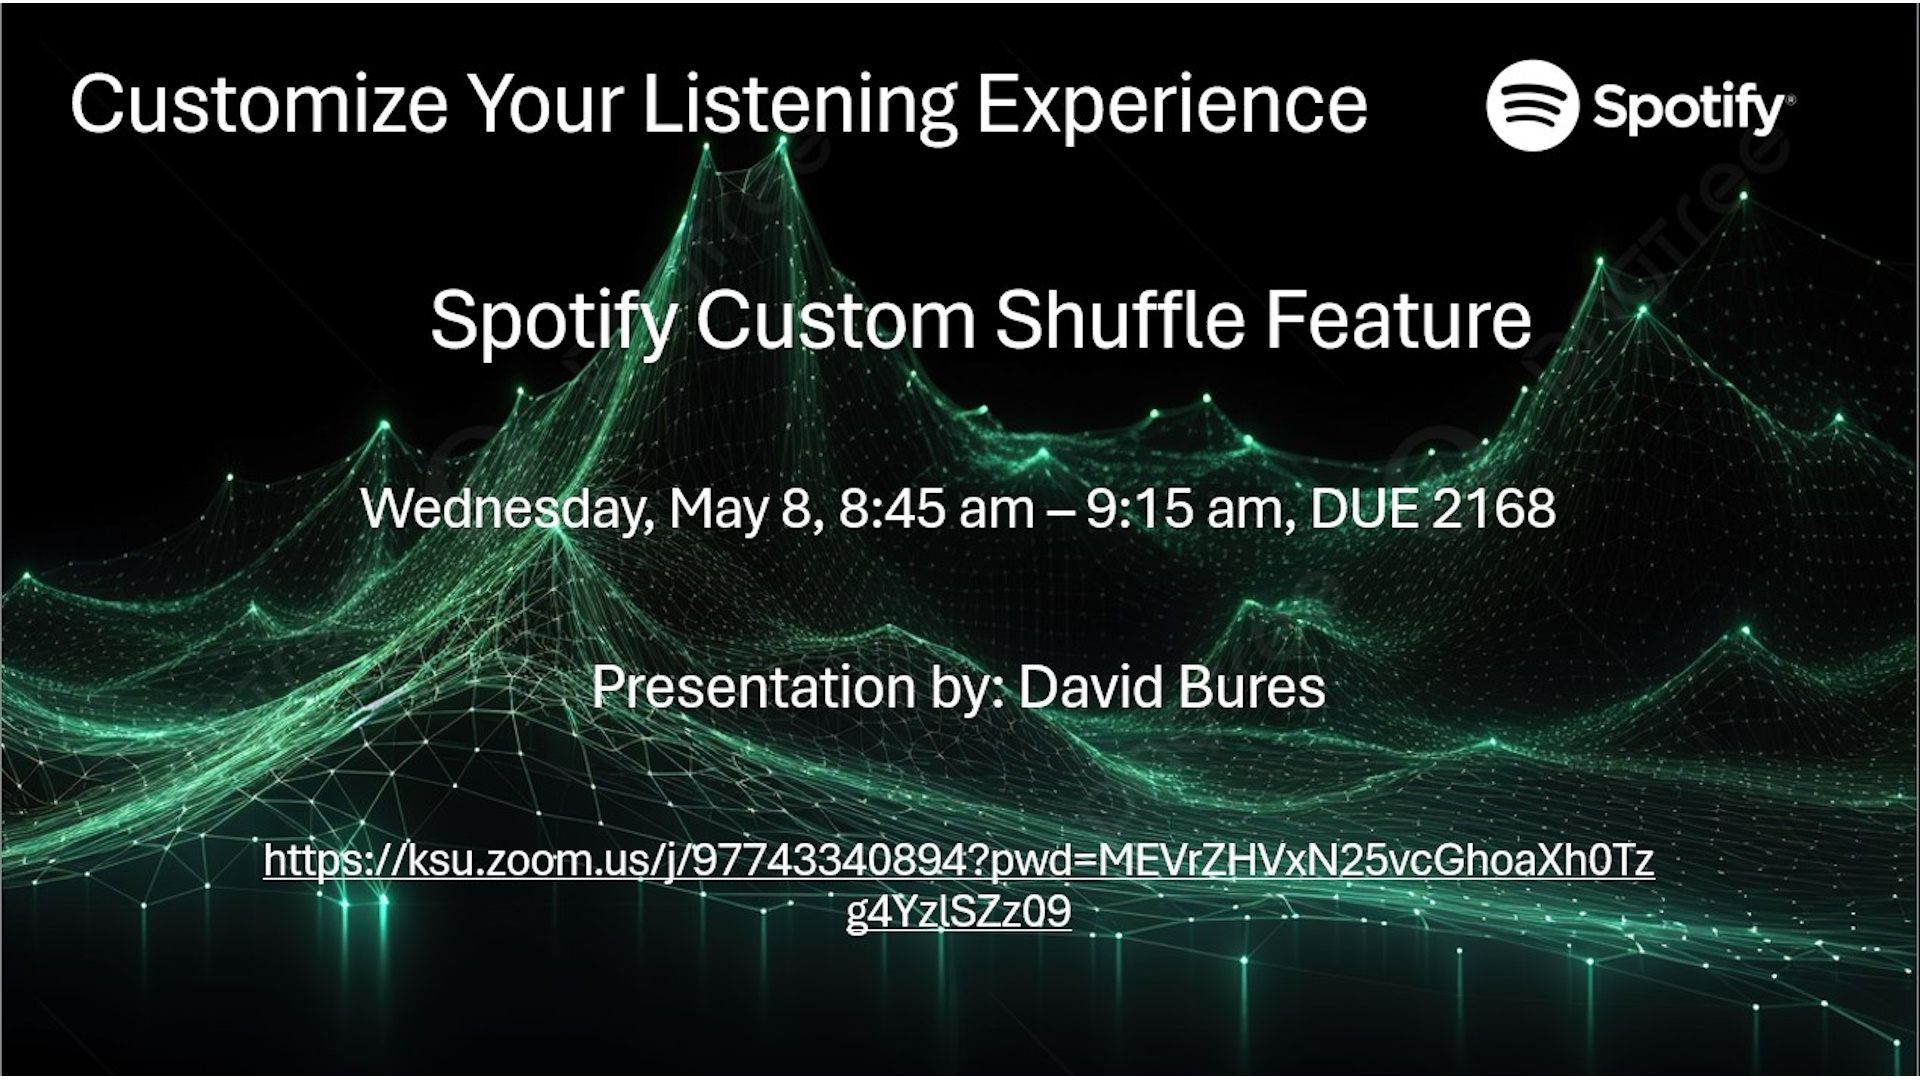 Customize Your Listening Experience
Spotify®
Spotify Custom Shuffle Feature
Wednesday, May 8, 8:45 am – 9:15 am, DUE 2168
Presentation by: David Bures
https://ksu.zoom.us/j/97743340894?pwd=MEVrZHVxN25vcGhoaXh0Tz
g4YzlSZz09